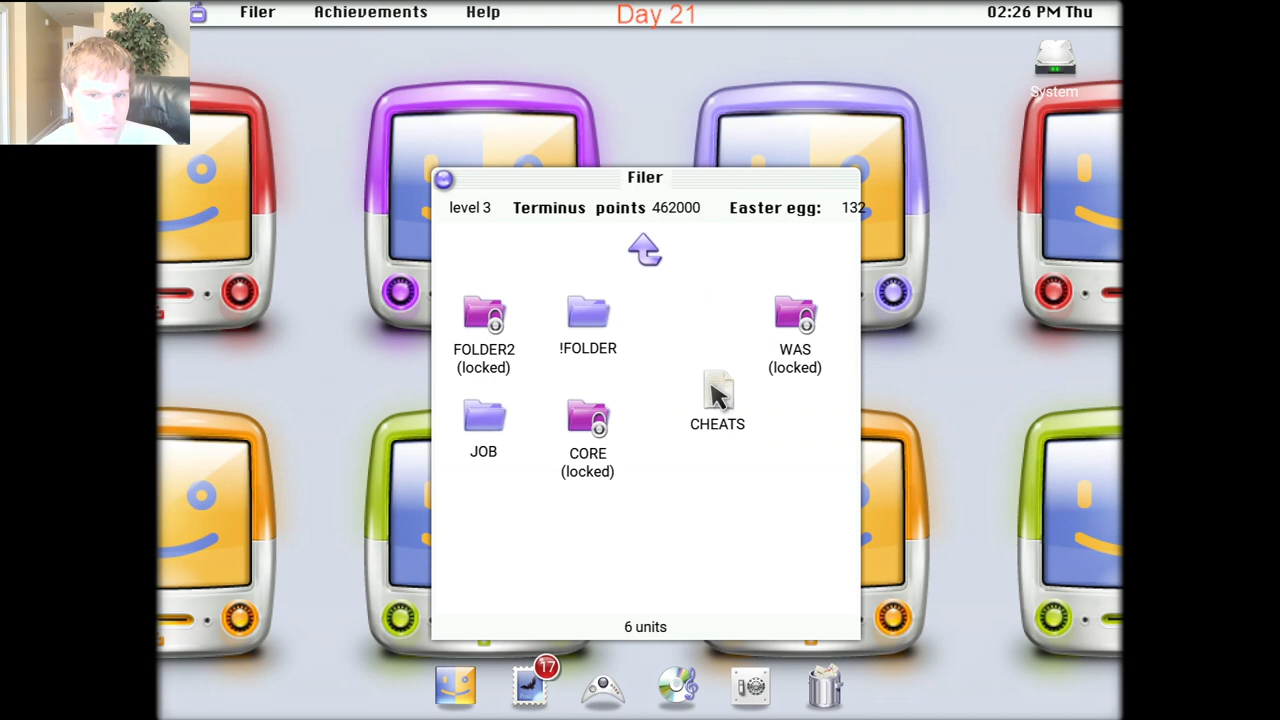 Filer Achievements Help Day 21 02:26 PM Thu
System
Filer
level 3 Terminus points 462000 Easter egg: 132
FOLDER2
(locked)
!FOLDER
WAS
(locked)
CHEATS
JOB
CORE
(locked)
6 units
17